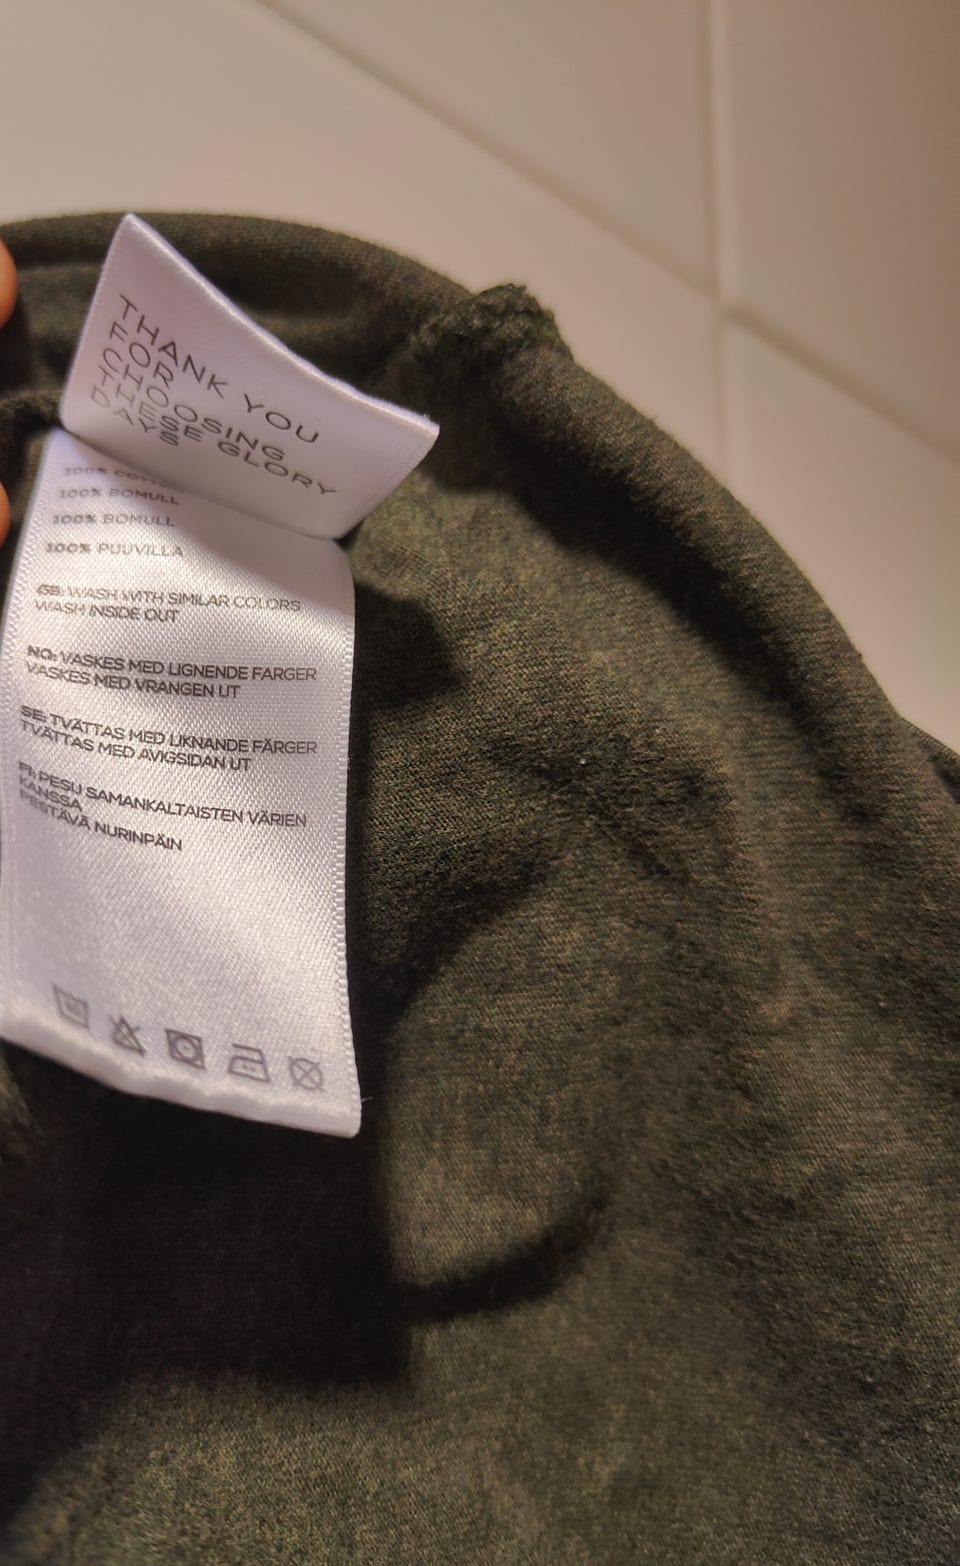 THANK YOU
FOR
CHOOSING
THESE GLORY
DAYS
100% COTTON
100% BOMULL
100% BOMULL
100% PUUVILLA
GB: WASH WITH SIMILAR COLORS
WASH INSIDE OUT
NO: VASKES MED LIGNENDE FARGER
VASKES MED VRANGEN UT
SE: TVÄTTAS MED LIKNANDE FÄRGER
TVÄTTAS MED AVIGSIDAN UT
FI: PESU SAMANKALTAISTEN VÄRIEN
KANSSA
PESTÄVÄ NURINPÄIN